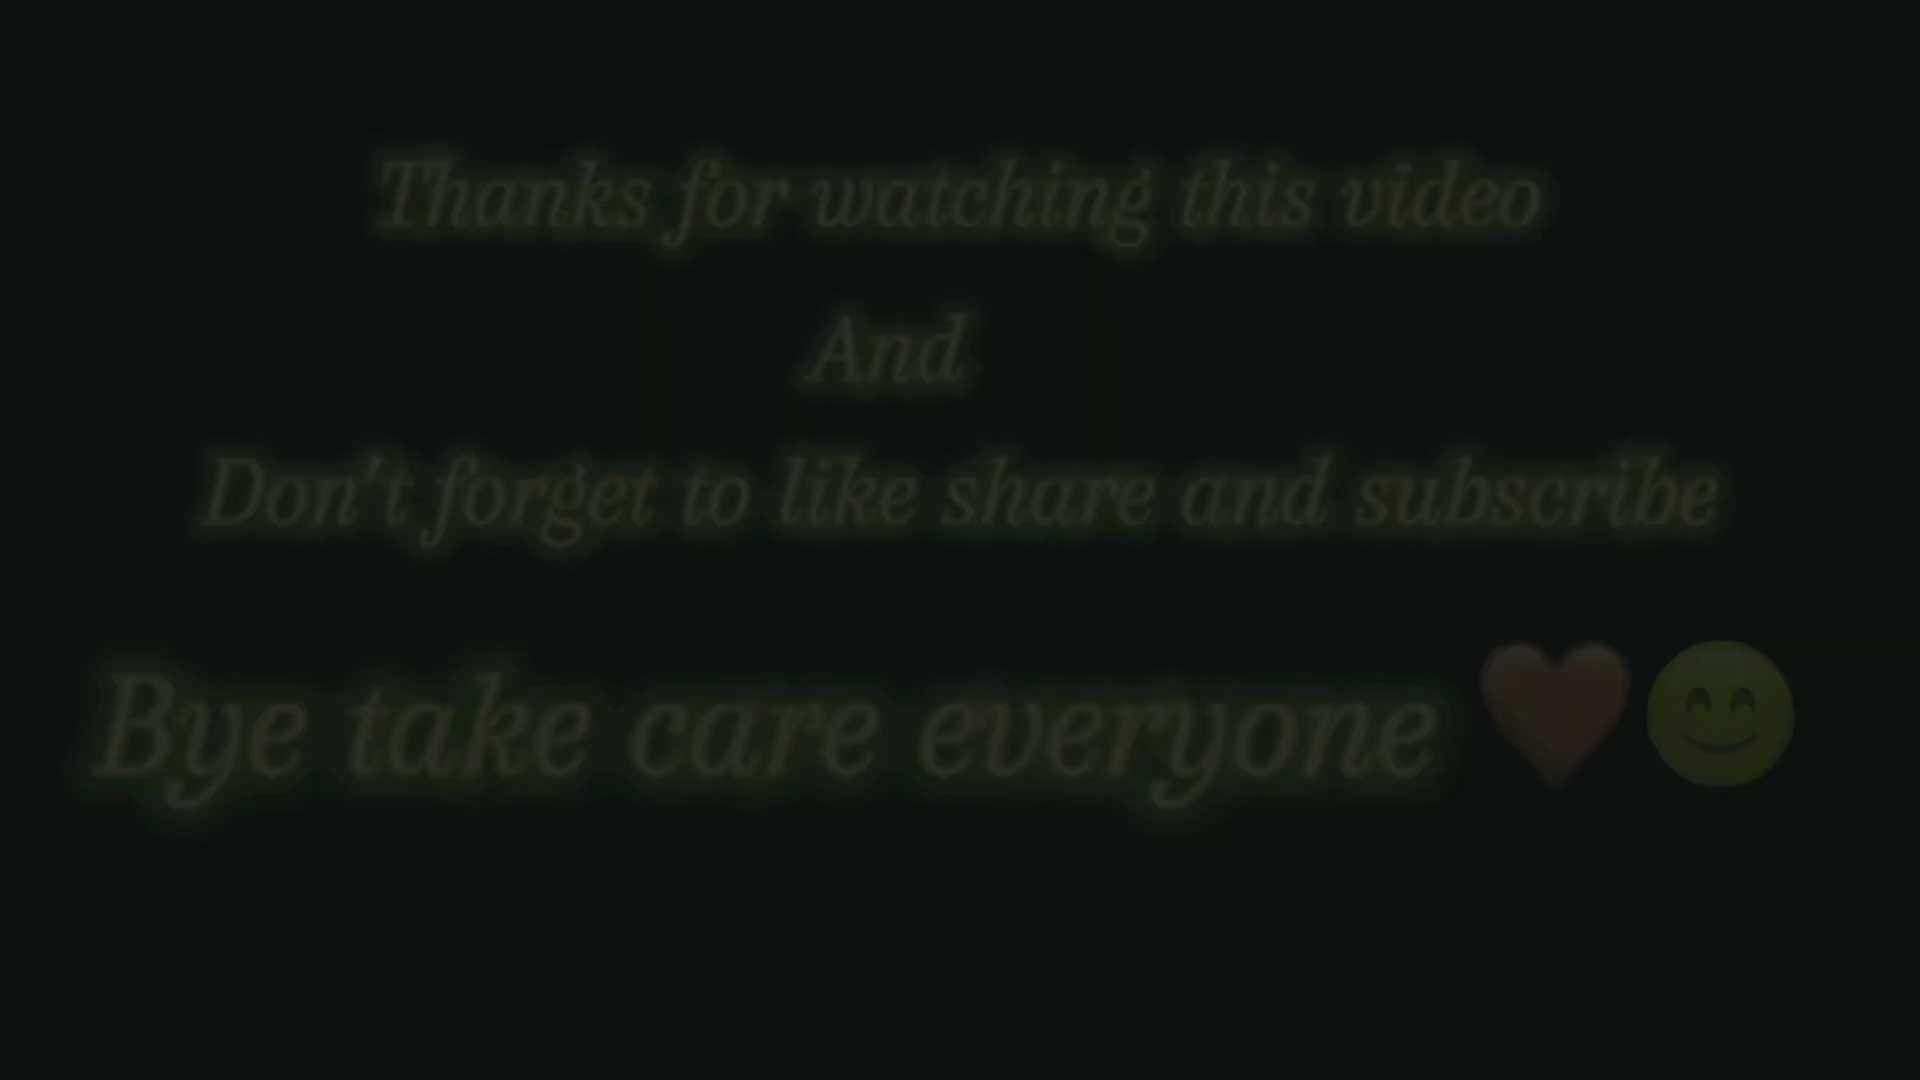 Thanks for watching this video
And
Don't forget to like share and subscribe
Bye take care everyone ❤️😊